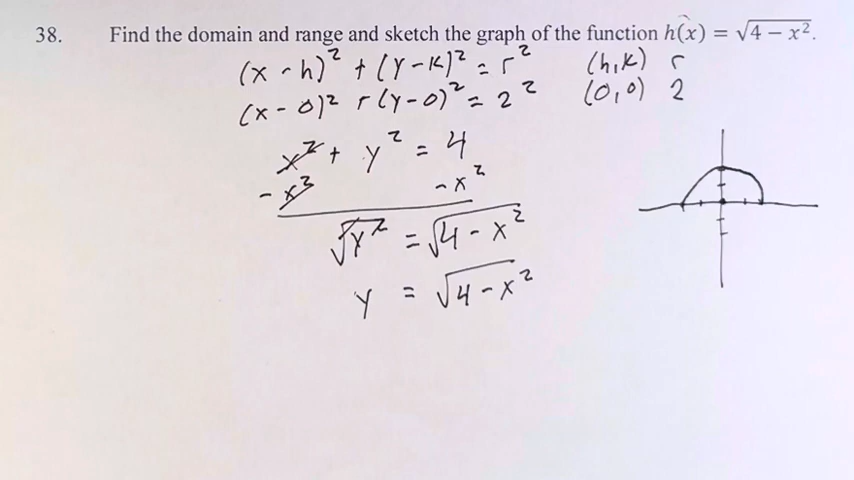 38. Find the domain and range and sketch the graph of the function h(x) = √(4 − x²).
(x - h)² + (y - k)² = r² (h, k) r
(x - 0)² + (y - 0)² = 2² (0, 0) 2
x² + y² = 4
- x² - x²
√y² = √(4 - x²)
y = √(4 - x²)